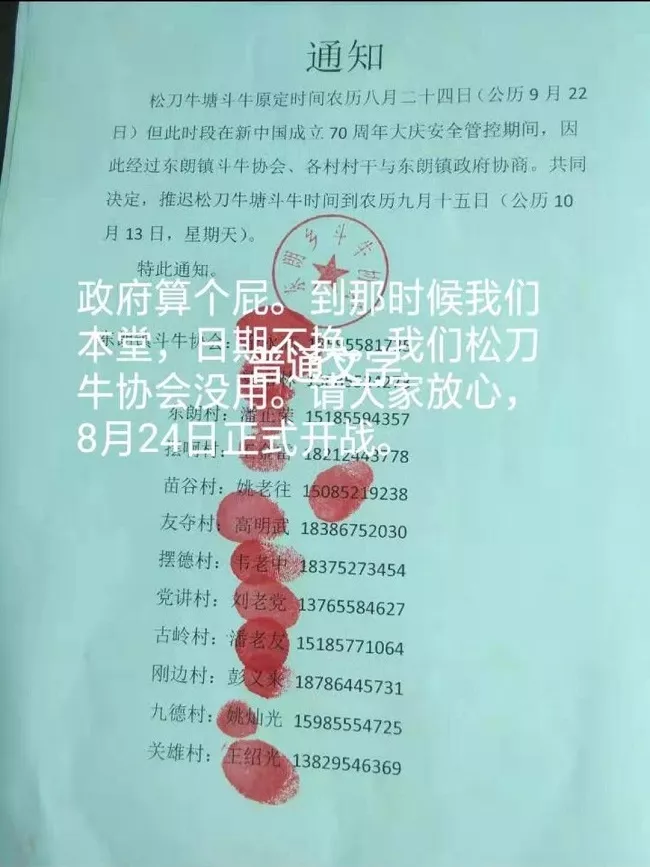 通知
松刀牛塘斗牛原定时间农历八月二十四日（公历 9 月 22
日）但此时段在新中国成立 70 周年大庆安全管控期间，因
此经过东朗镇斗牛协会、各村村干与东朗镇政府协商。共同
决定，推迟松刀牛塘斗牛时间到农历九月十五日（公历 10
月 13 日，星期天）。
特此通知。
政府算个屁。到那时候我们
本堂，日期不换。我们松刀
牛协会没用。请大家放心，
8月24日正式开战。
普通文字
东朗镇斗牛协会：
东朗村：潘正荣 15185594357
18212443778
苗谷村：姚老往 15085219238
友夺村：高明武 18386752030
摆德村：韦老中 18375273454
党讲村：刘老党 13765584627
古岭村：潘老友 15185771064
刚边村：彭义来 18786445731
九德村：姚灿光 15985554725
关雄村：王绍光 13829546369